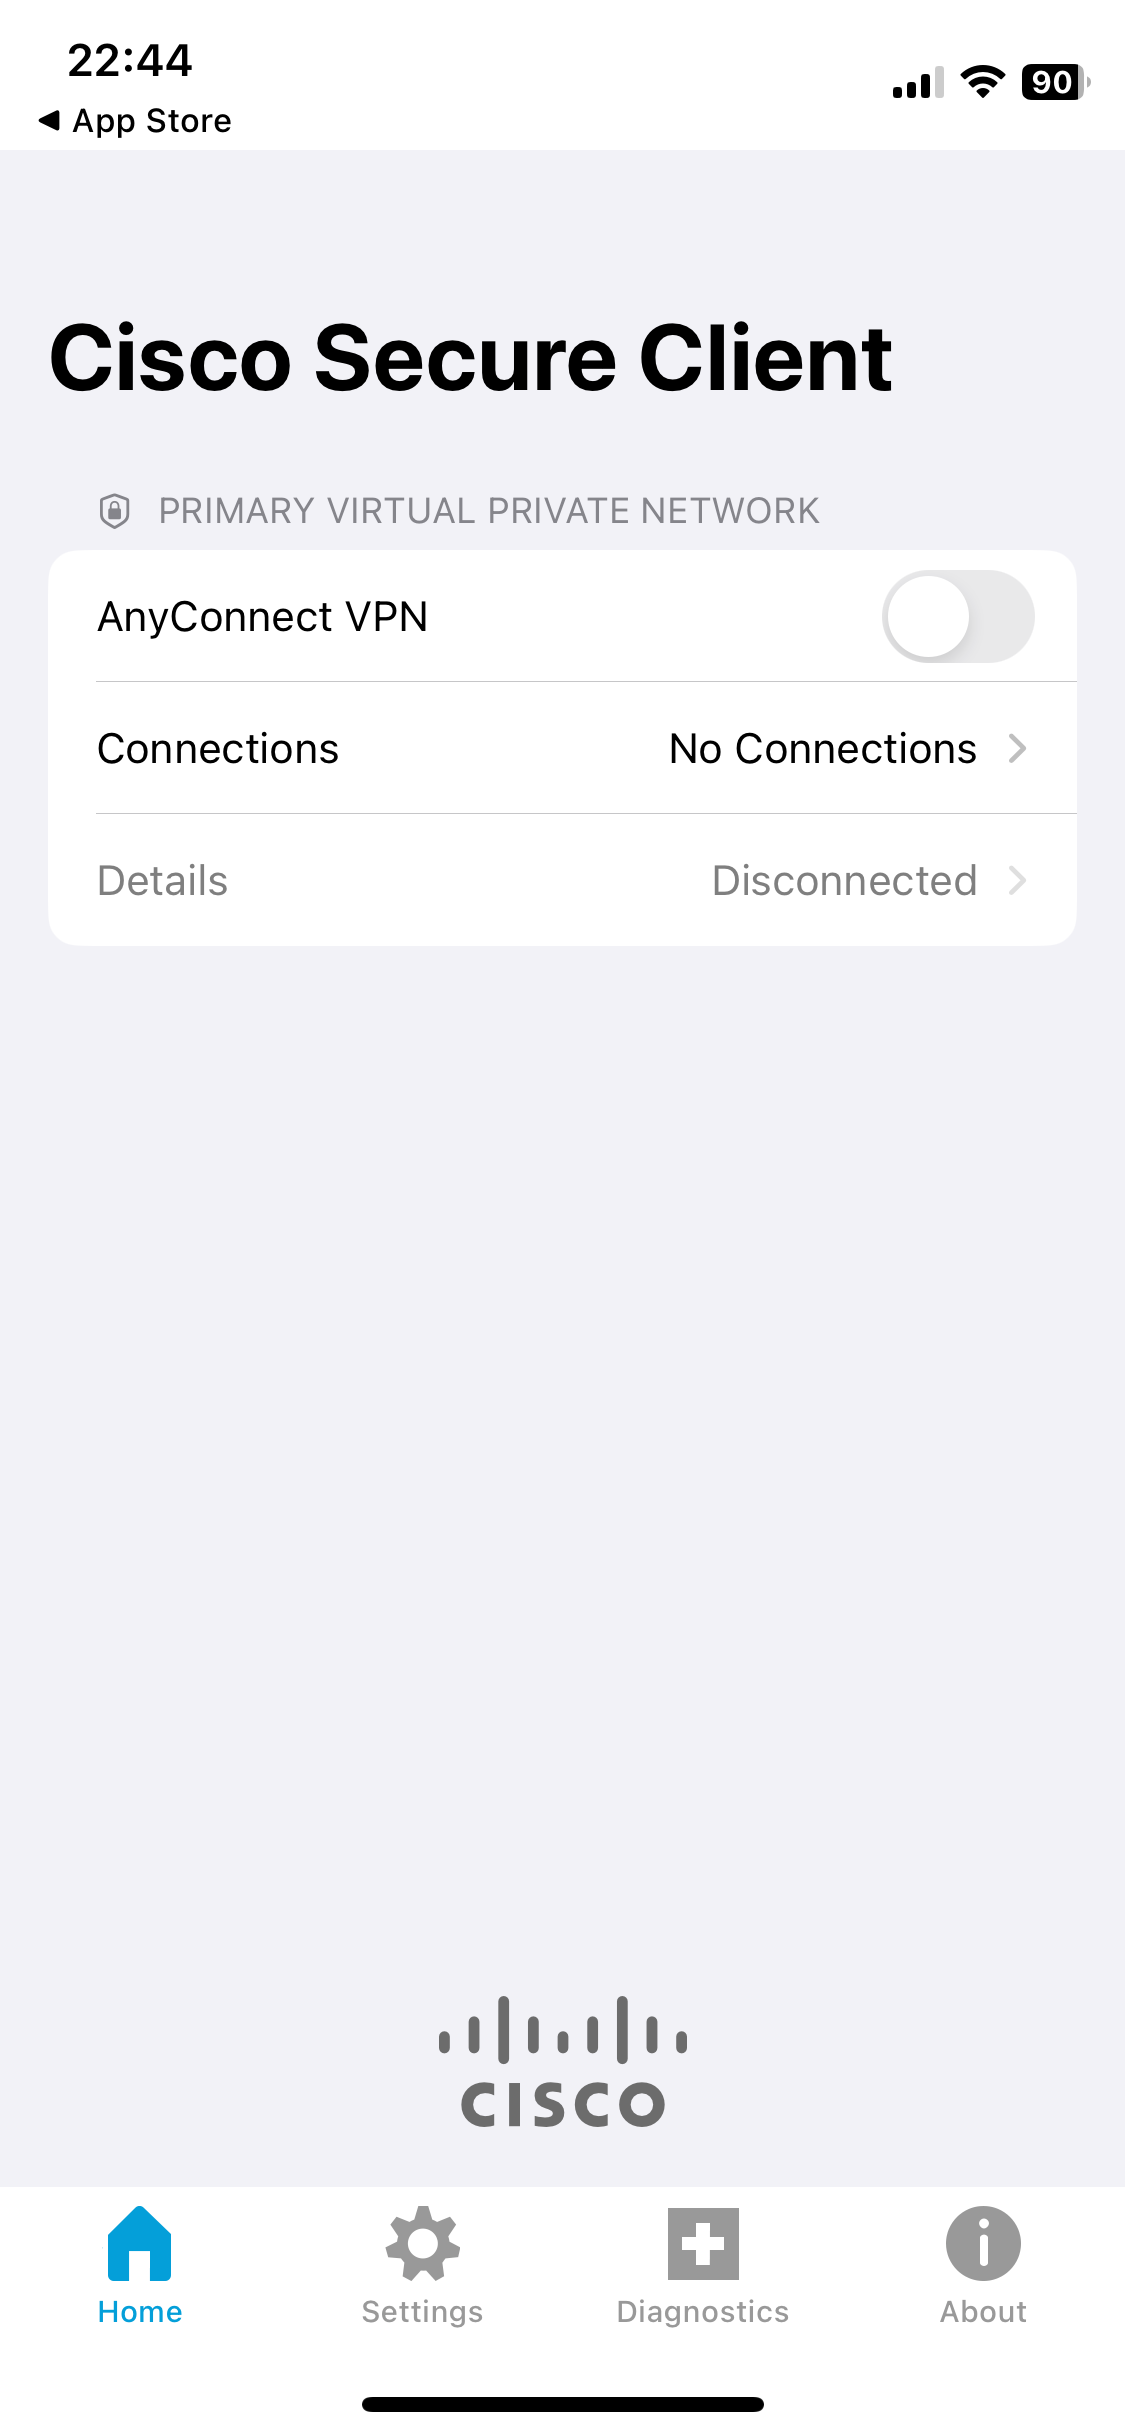 22:44
90
◀ App Store
Cisco Secure Client
PRIMARY VIRTUAL PRIVATE NETWORK
AnyConnect VPN
Connections No Connections
Details Disconnected
CISCO
Home Settings Diagnostics About